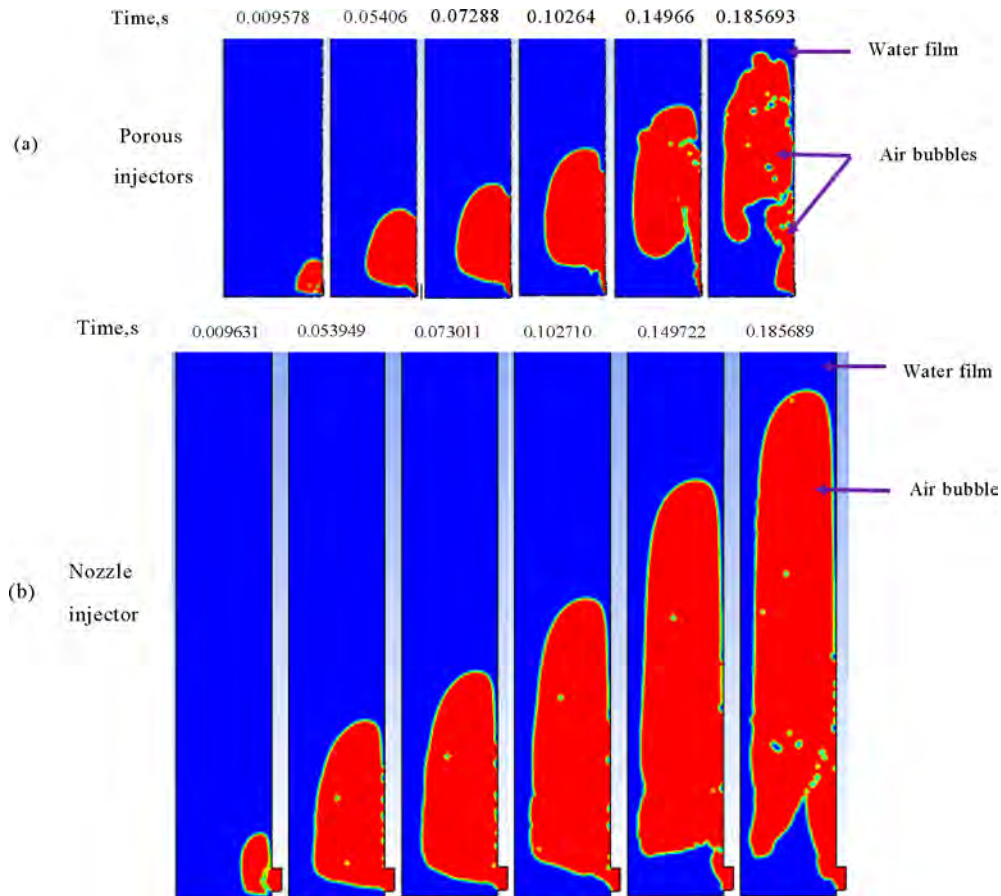 Time,s 0.009578 0.05406 0.07288 0.10264 0.14966 0.185693
Water film
(a) Porous injectors
Air bubbles
Time,s 0.009631 0.053949 0.073011 0.102710 0.149722 0.185689
Water film
Air bubble
(b) Nozzle injector